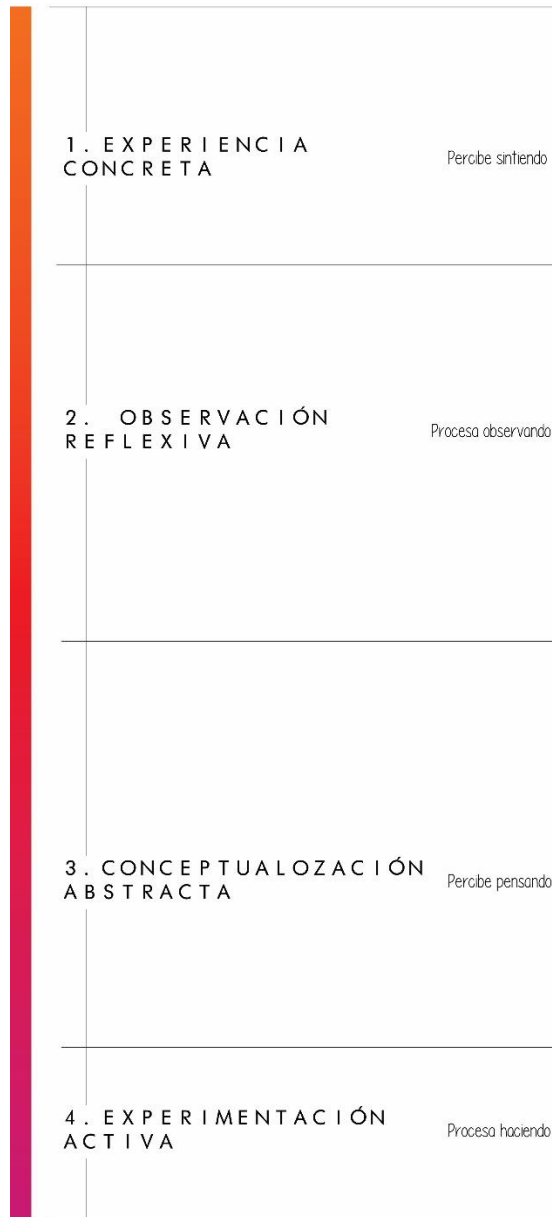 1. EXPERIENCIA
CONCRETA
Percibe sintiendo
2. OBSERVACIÓN
REFLEXIVA
Procesa observando
3. CONCEPTUALOZACIÓN
ABSTRACTA
Percibe pensando
4. EXPERIMENTACIÓN
ACTIVA
Procesa haciendo